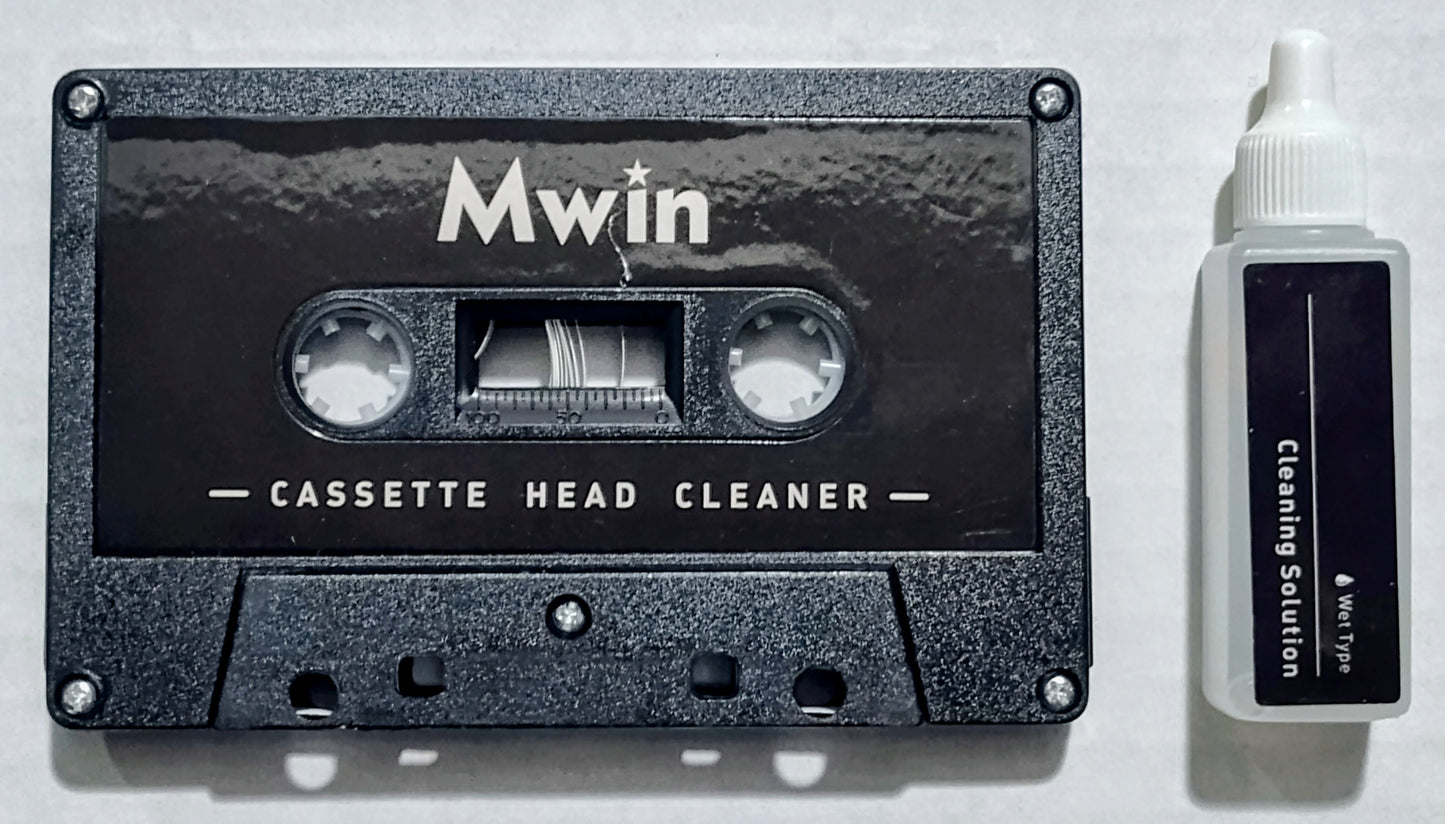 Mwin
100 50 0
— CASSETTE HEAD CLEANER —
Cleaning Solution
Wet Type